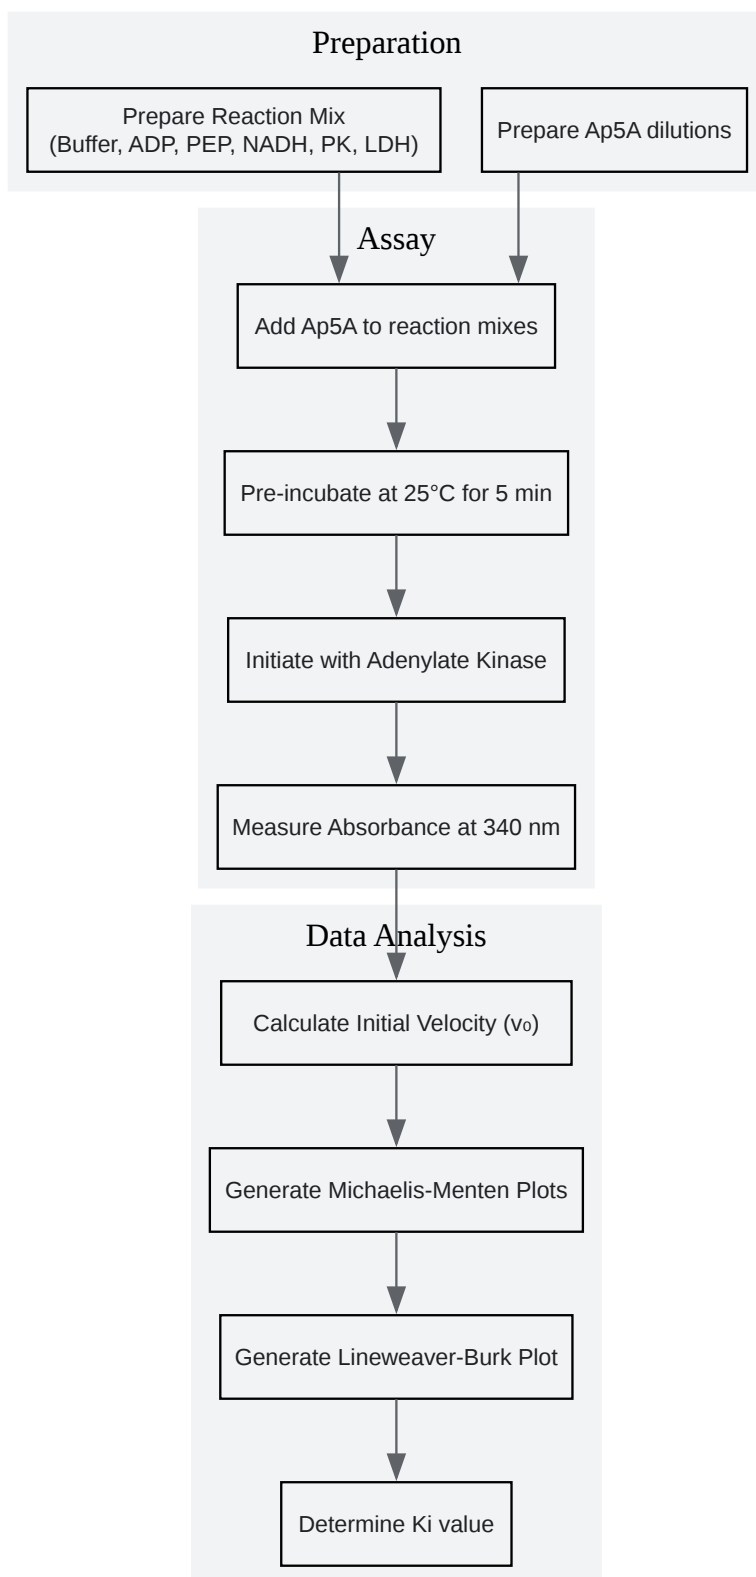 Preparation
Prepare Reaction Mix
(Buffer, ADP, PEP, NADH, PK, LDH)
Prepare Ap5A dilutions
Assay
Add Ap5A to reaction mixes
Pre-incubate at 25°C for 5 min
Initiate with Adenylate Kinase
Measure Absorbance at 340 nm
Data Analysis
Calculate Initial Velocity (v₀)
Generate Michaelis-Menten Plots
Generate Lineweaver-Burk Plot
Determine Ki value